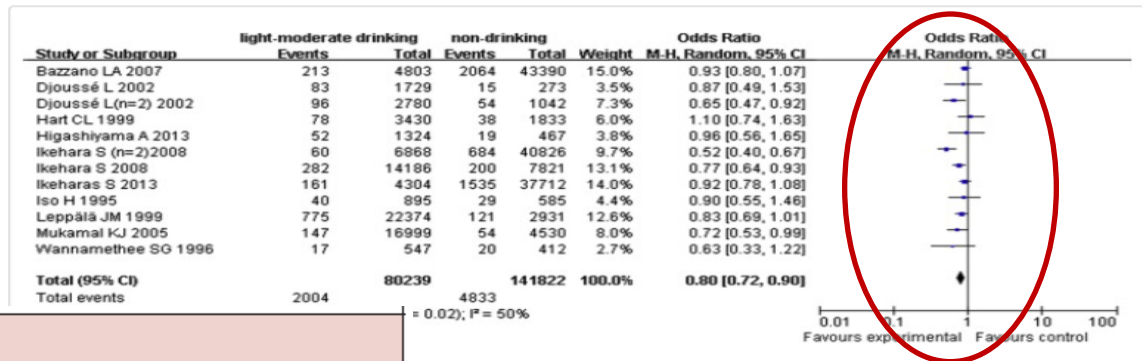 light-moderate drinking non-drinking Odds Ratio Odds Ratio
Study or Subgroup Events Total Events Total Weight M-H, Random, 95% CI M-H, Random, 95% CI
Bazzano LA 2007 213 4803 2064 43390 15.0% 0.93 [0.80, 1.07]
Djoussé L 2002 83 1729 15 273 3.5% 0.87 [0.49, 1.53]
Djoussé L(n=2) 2002 96 2780 54 1042 7.3% 0.65 [0.47, 0.92]
Hart CL 1999 78 3430 38 1833 6.0% 1.10 [0.74, 1.63]
Higashiyama A 2013 52 1324 19 467 3.8% 0.96 [0.56, 1.65]
Ikehara S (n=2)2008 60 6868 684 40826 9.7% 0.52 [0.40, 0.67]
Ikehara S 2008 282 14186 200 7821 13.1% 0.77 [0.64, 0.93]
Ikeharas S 2013 161 4304 1535 37712 14.0% 0.92 [0.78, 1.08]
Iso H 1995 40 895 29 585 4.4% 0.90 [0.55, 1.46]
Leppälä JM 1999 775 22374 121 2931 12.6% 0.83 [0.69, 1.01]
Mukamal KJ 2005 147 16999 54 4530 8.0% 0.72 [0.53, 0.99]
Wannamethee SG 1996 17 547 20 412 2.7% 0.63 [0.33, 1.22]
Total (95% CI) 80239 141822 100.0% 0.80 [0.72, 0.90]
Total events 2004 4833
= 0.02); I² = 50%
0.01 0.1 1 10 100
Favours experimental Favours control